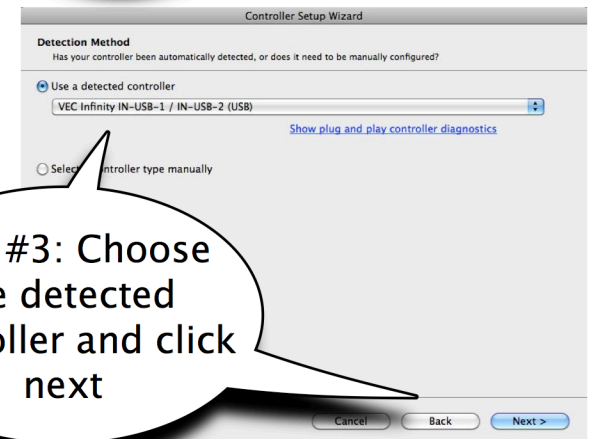 Controller Setup Wizard
Detection Method
Has your controller been automatically detected, or does it need to be manually configured?
Use a detected controller
VEC Infinity IN-USB-1 / IN-USB-2 (USB)
Show plug and play controller diagnostics
type manually
#3: Choose
detected
and click
next
Cancel Back Next >